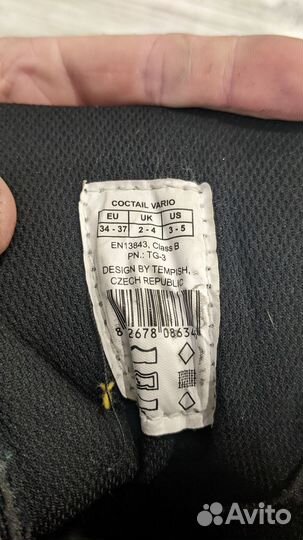 COCTAIL VARIO
EU UK US
34 - 37 2 - 4 3 - 5
EN13843, Class B
PN.: TG-3
DESIGN BY TEMPISH,
CZECH REPUBLIC
8 2678 08634
Avito